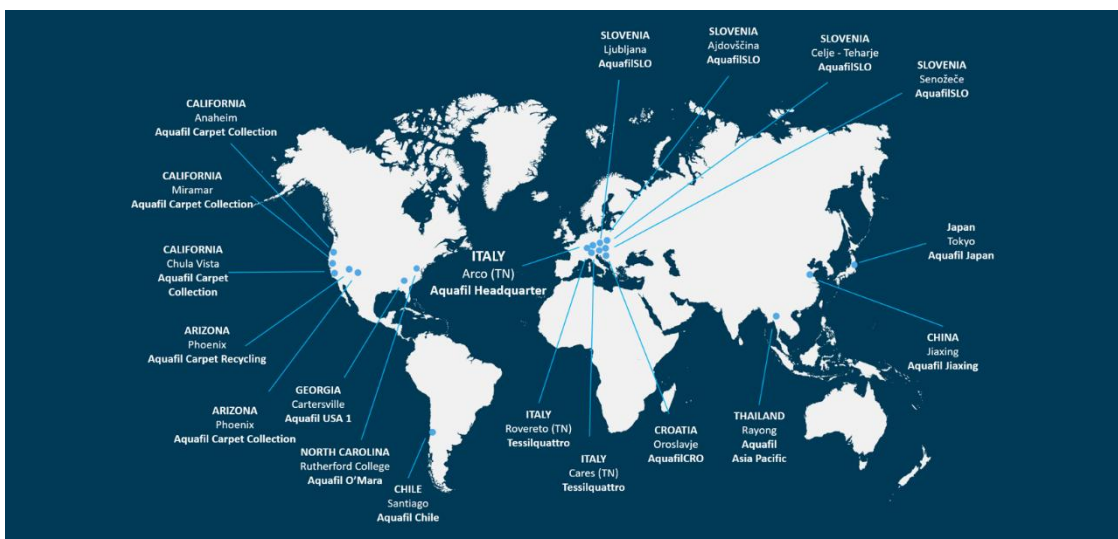 SLOVENIA
Ljubljana
AquafilSLO
SLOVENIA
Ajdovščina
AquafilSLO
SLOVENIA
Celje - Teharje
AquafilSLO
SLOVENIA
Senožeče
AquafilSLO
CALIFORNIA
Anaheim
Aquafil Carpet Collection
CALIFORNIA
Miramar
Aquafil Carpet Collection
CALIFORNIA
Chula Vista
Aquafil Carpet
Collection
ARIZONA
Phoenix
Aquafil Carpet Recycling
ARIZONA
Phoenix
Aquafil Carpet Collection
GEORGIA
Cartersville
Aquafil USA 1
NORTH CAROLINA
Rutherford College
Aquafil O’Mara
CHILE
Santiago
Aquafil Chile
ITALY
Arco (TN)
Aquafil Headquarter
ITALY
Rovereto (TN)
Tessilquattro
ITALY
Cares (TN)
Tessilquattro
CROATIA
Oroslavje
AquafilCRO
THAILAND
Rayong
Aquafil
Asia Pacific
CHINA
Jiaxing
Aquafil Jiaxing
Japan
Tokyo
Aquafil Japan